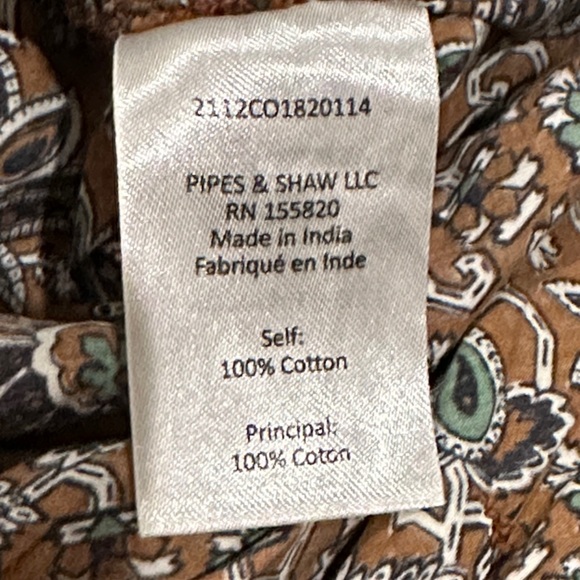 2112CO1820114
PIPES & SHAW LLC
RN 155820
Made in India
Fabriqué en Inde
Self:
100% Cotton
Principal:
100% Coton